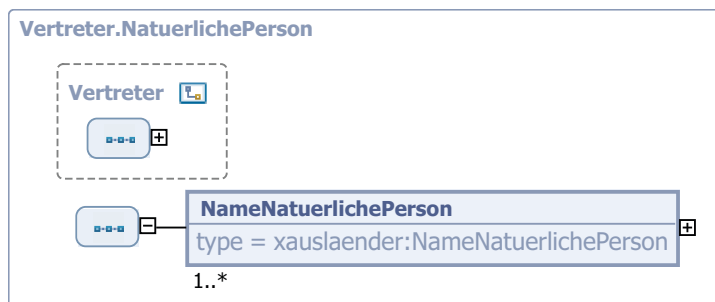 Vertreter.NatuerlichePerson
Vertreter
NameNatuerlichePerson
type = xauslaender:NameNatuerlichePerson
1..*